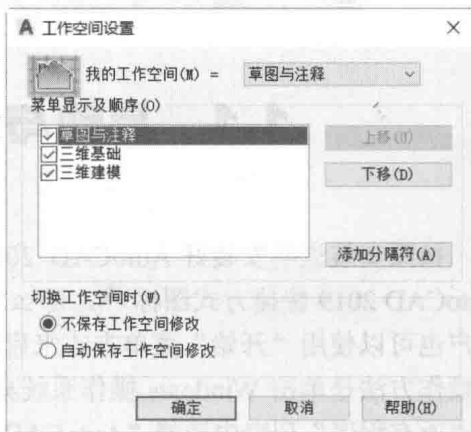 A 工作空间设置
我的工作空间(M) = 草图与注释
菜单显示及顺序(O)
草图与注释
三维基础
三维建模
上移(U)
下移(D)
添加分隔符(A)
切换工作空间时(W)
不保存工作空间修改
自动保存工作空间修改
确定 取消 帮助(H)